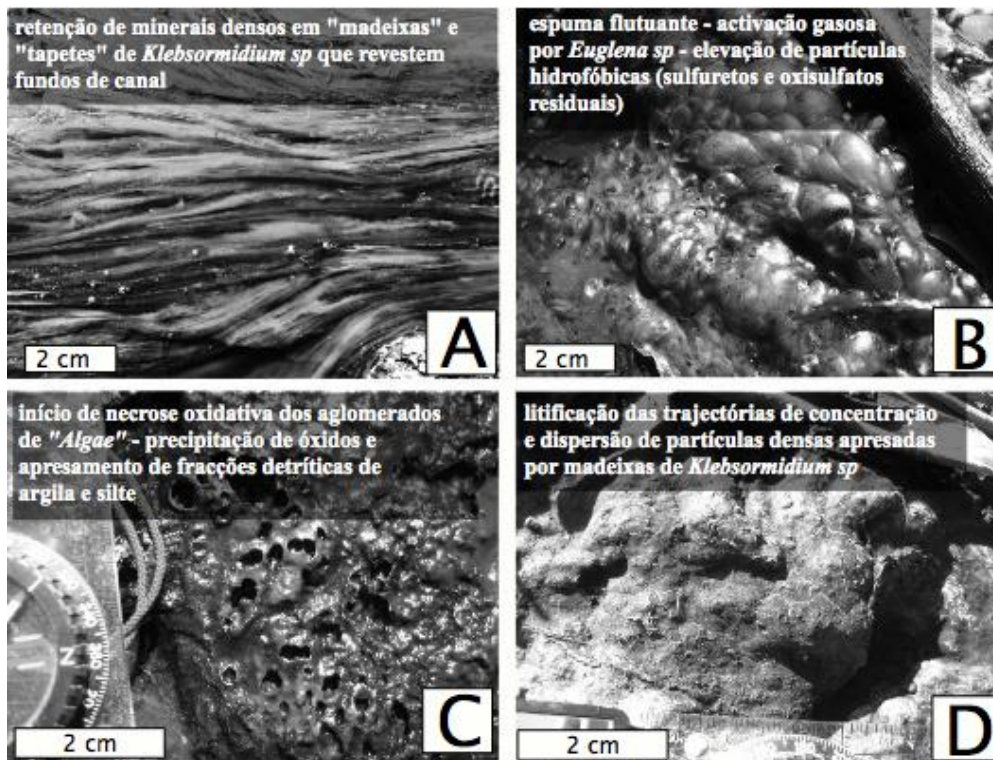 retenção de minerais densos em "madeixas" e
"tapetes" de Klebsormidium sp que revestem
fundos de canal
2 cm
A
espuma flutuante - activação gasosa
por Euglena sp - elevação de partículas
hidrofóbicas (sulfuretos e oxisulfatos
residuais)
2 cm
B
início de necrose oxidativa dos aglomerados
de "Algae" - precipitação de óxidos e
apresamento de fracções detríticas de
argila e silte
N
2 cm
C
litificação das trajectórias de concentração
e dispersão de partículas densas apresadas
por madeixas de Klebsormidium sp
2 cm
D